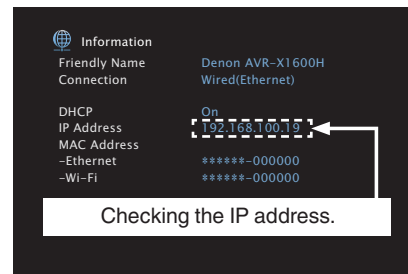 Information
Friendly Name Denon AVR-X1600H
Connection Wired(Ethernet)
DHCP On
IP Address 192.168.100.19
MAC Address
-Ethernet ******-000000
-Wi-Fi ******-000000
Checking the IP address.